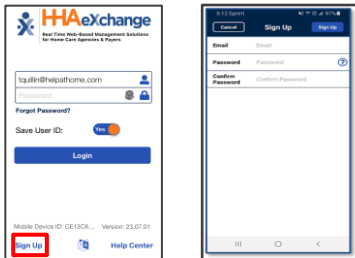 HHAeXchange
Real Time Web-Based Management Solutions
for Home Care Agencies & Payers
tquillin@helpathome.com
Password
Forgot Password?
Save User ID: Yes
Login
Mobile Device ID: CE13C8... Version: 23.07.01
Sign Up Help Center
5:12 Sprint 97%
Cancel Sign Up Sign Up
Email Email
Password Password ?
Confirm
Password Confirm Password